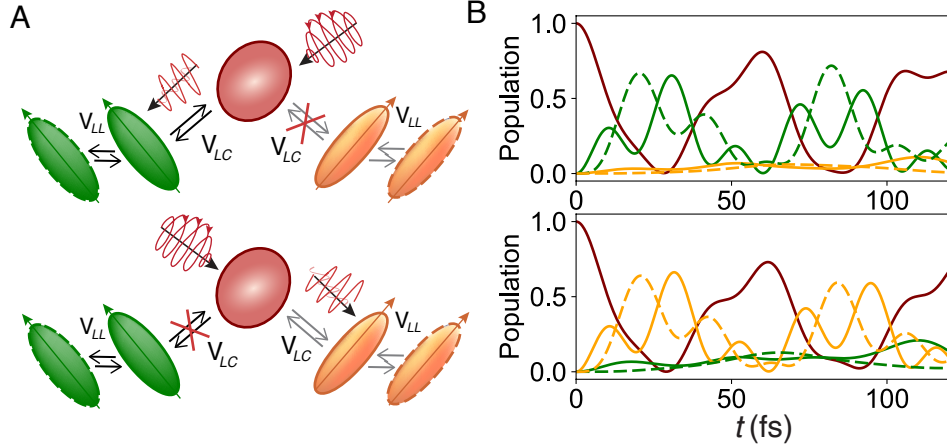 A
V_LL
V_LC
V_LC
V_LL
V_LL
V_LC
V_LC
V_LL
B
Population
1.0
0.5
0.0
0
50
100
Population
1.0
0.5
0.0
0
50
100
t (fs)